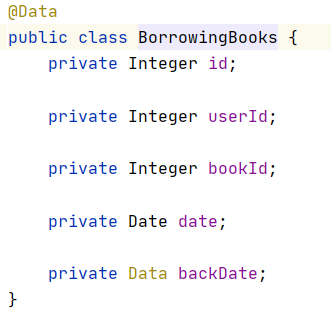 @Data
public class BorrowingBooks {
    private Integer id;
    private Integer userId;
    private Integer bookId;
    private Date date;
    private Data backDate;
}